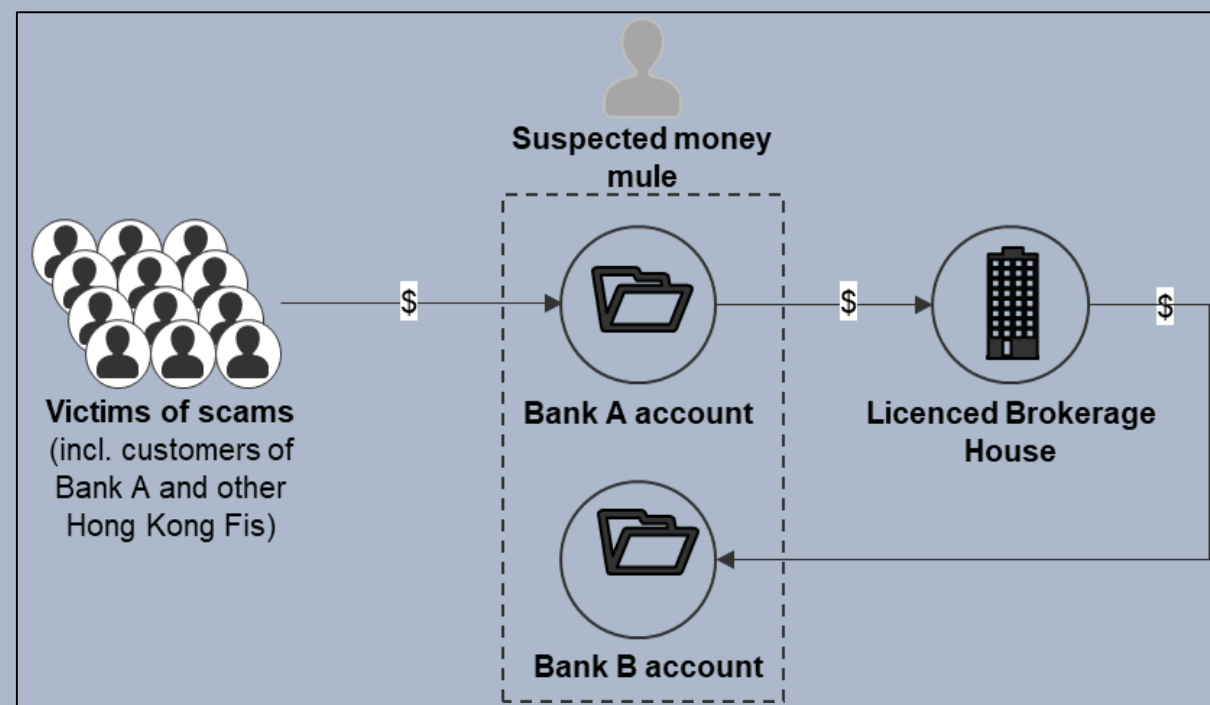 Suspected money
mule
$
$
$
Victims of scams
(incl. customers of
Bank A and other
Hong Kong Fis)
Bank A account
Licenced Brokerage
House
Bank B account